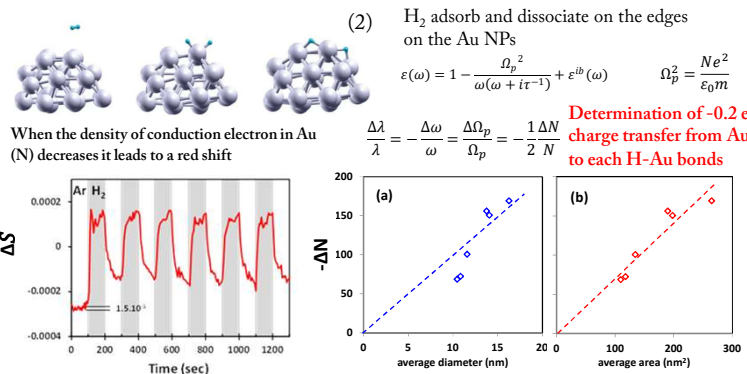 (2)
H₂ adsorb and dissociate on the edges
on the Au NPs
ε(ω) = 1 − Ω_p² / ω(ω + iτ⁻¹) + ε^ib(ω)
Ω_p² = Ne² / ε₀m
When the density of conduction electron in Au
(N) decreases it leads to a red shift
Δλ/λ = −Δω/ω = ΔΩ_p/Ω_p = −1/2 ΔN/N
Determination of -0.2 e
charge transfer from Au
to each H-Au bonds
Ar H₂
0.0002
0
-0.0002
-0.0004
ΔS
1.5.10⁻⁵
0 200 400 600 800 1000 1200
Time (sec)
(a)
200
150
100
50
0
-ΔN
0 5 10 15 20
average diameter (nm)
(b)
0 100 200 300
average area (nm²)